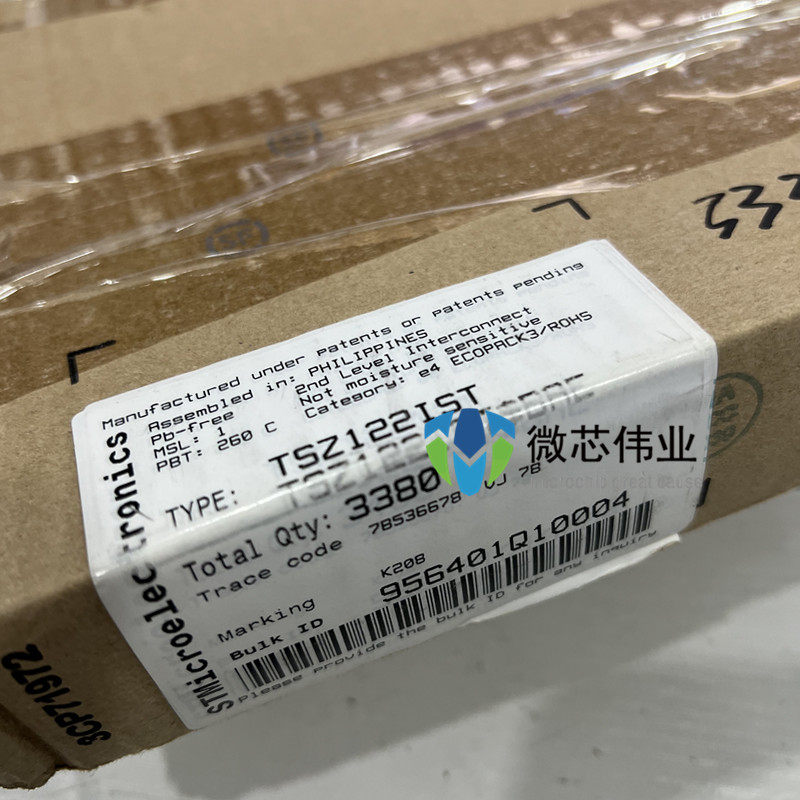 Manufactured under patents or patents pending
Assembled in: PHILIPPINES
Pb-free 2nd Level Interconnect
MSL: 1 Not moisture sensitive
PBT: 260 C Category: e4 ECOPACK3/ROHS
TYPE: TSZ122IST
Total Qty: 3380
Trace code 78536678 78
Marking K208
Bulk ID 956401Q10004
Please Provide the bulk ID for any inquiry
STMicroelectronics
微芯伟业